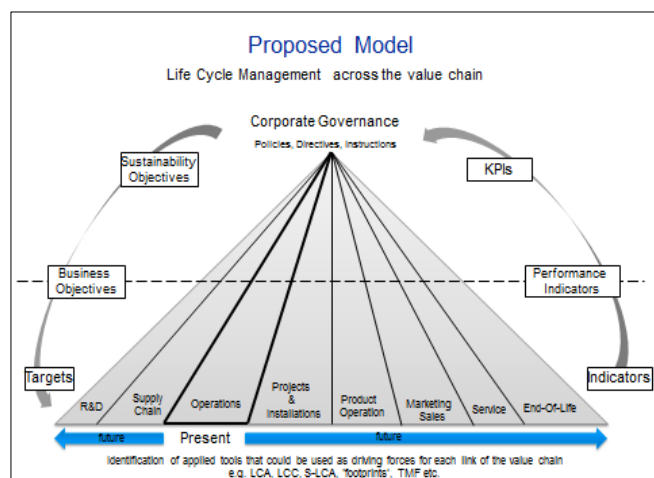 Proposed Model
Life Cycle Management across the value chain
Corporate Governance
Policies, Directives, Instructions
Sustainability
Objectives
KPIs
Business
Objectives
Performance
Indicators
Targets
Indicators
R&D
Supply
Chain
Operations
Projects
&
Installations
Product
Operation
Marketing
Sales
Service
End-Of-Life
future
Present
future
Identification of applied tools that could be used as driving forces for each link of the value chain
e.g. LCA, LCC, S-LCA, 'footprints', TMF etc.